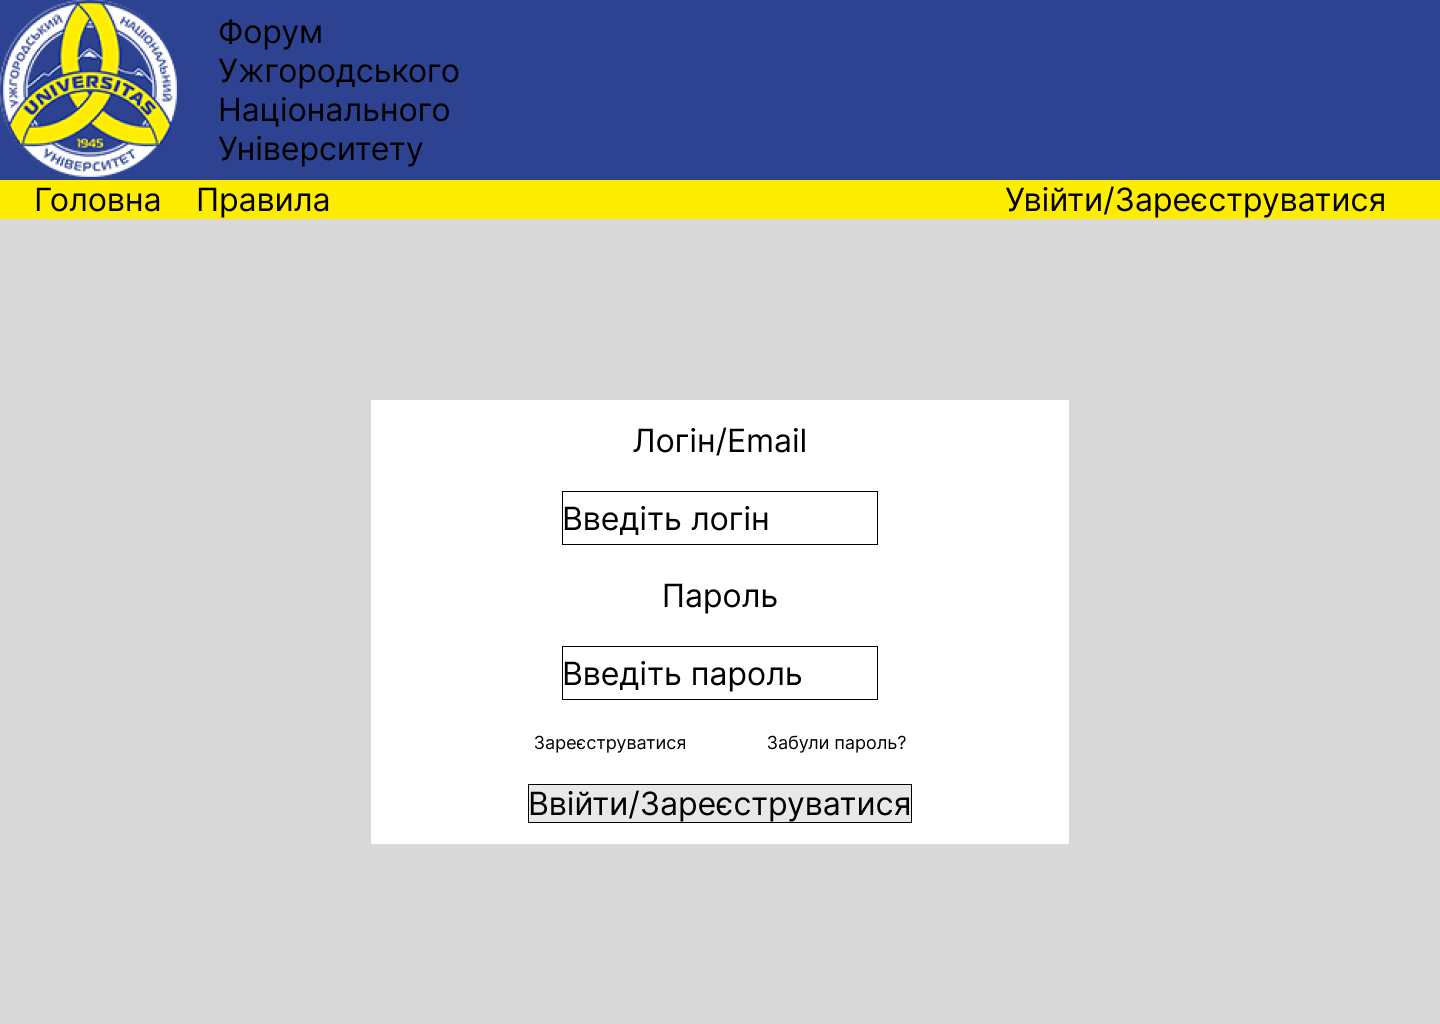 УЖГОРОДСЬКИЙ НАЦІОНАЛЬНИЙ
UNIVERSITAS
1945
УНІВЕРСИТЕТ
Форум
Ужгородського
Національного
Університету
Головна Правила Увійти/Зареєструватися
Логін/Email
Введіть логін
Пароль
Введіть пароль
Зареєструватися Забули пароль?
Ввійти/Зареєструватися